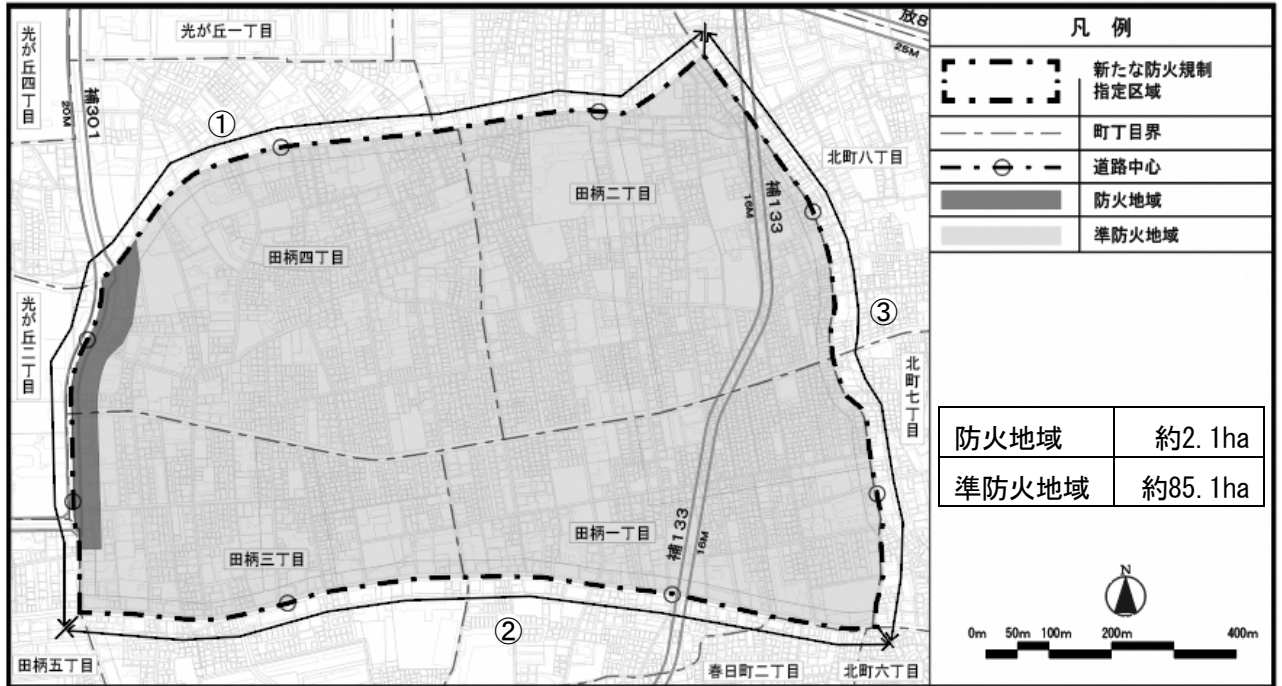 光が丘四丁目
光が丘一丁目
補301
20M
①
放8
25M
北町八丁目
田柄二丁目
補133
16M
田柄四丁目
光が丘二丁目
③
北町七丁目
田柄一丁目
補133
16M
田柄三丁目
②
田柄五丁目
春日町二丁目
北町六丁目
凡 例
新たな防火規制
指定区域
町丁目界
道路中心
防火地域
準防火地域
防火地域 約2.1ha
準防火地域 約85.1ha
N
0m 50m 100m 200m 400m